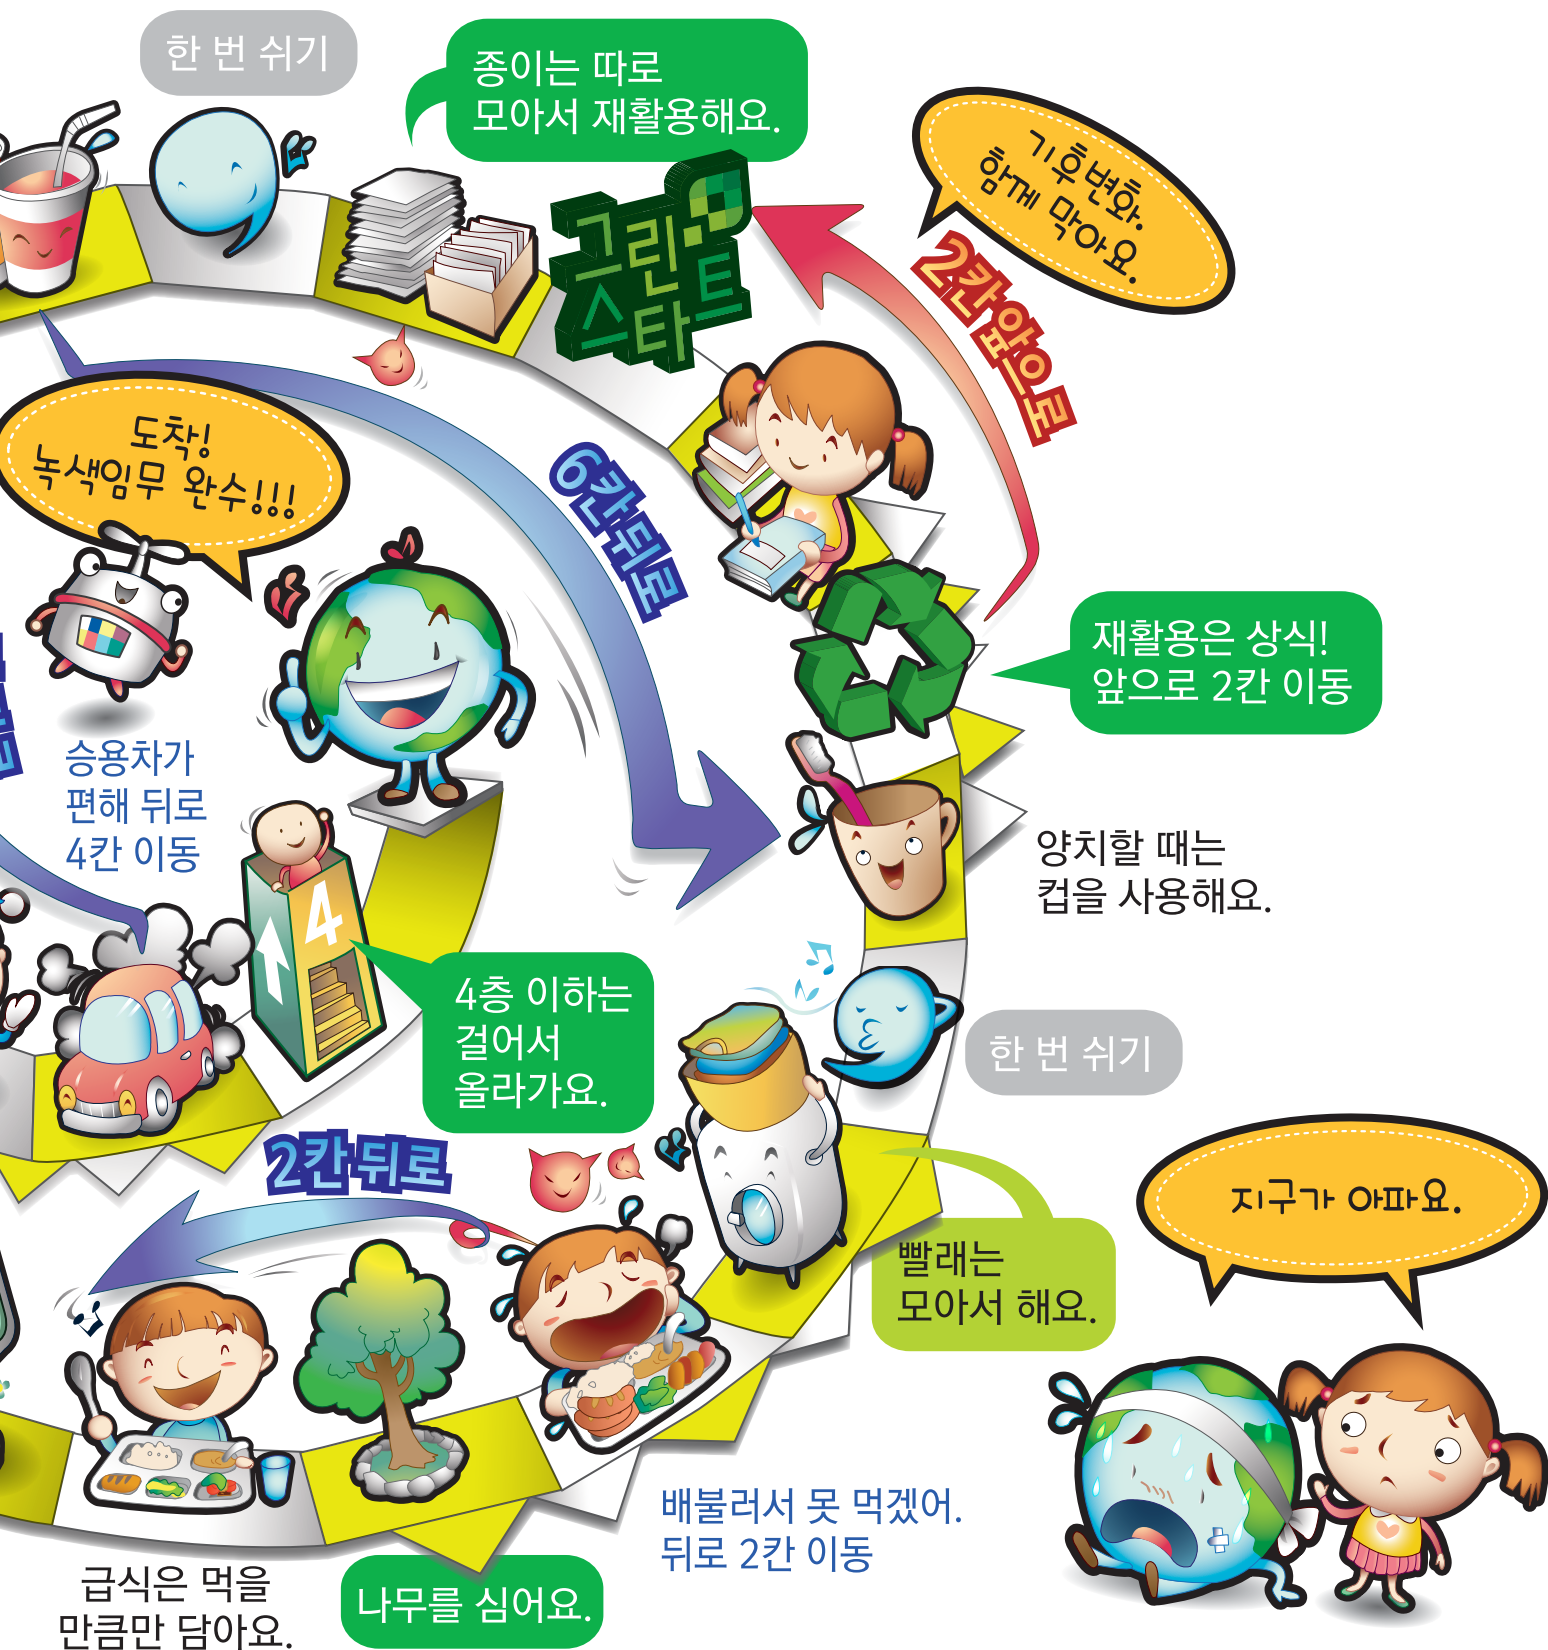 한 번 쉬기
종이는 따로
모아서 재활용해요.
기후변화.
함께 막아요.
그린
스타트
2칸 앞으로
도착!
녹색임무 완수!!!
6칸 뒤로
재활용은 상식!
앞으로 2칸 이동
승용차가
편해 뒤로
4칸 이동
양치할 때는
컵을 사용해요.
4
4층 이하는
걸어서
올라가요.
한 번 쉬기
2칸 뒤로
지구가 아파요.
빨래는
모아서 해요.
배불러서 못 먹겠어.
뒤로 2칸 이동
급식은 먹을
만큼만 담아요.
나무를 심어요.